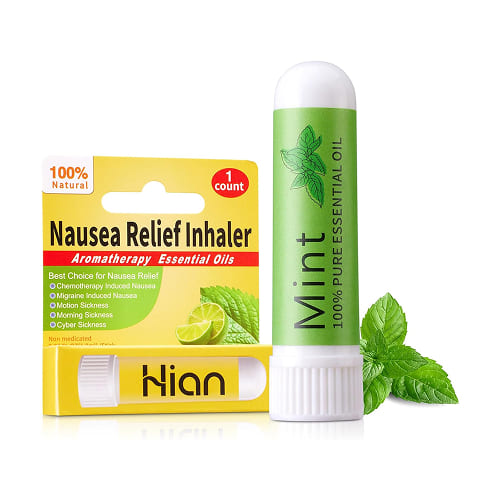 100%
Natural
1
count
Nausea Relief Inhaler
Aromatherapy Essential Oils
Best Choice for Nausea Relief
Chemotherapy Induced Nausea
Migraine Induced Nausea
Motion Sickness
Morning Sickness
Cyber Sickness
Non medicated
Hian
Mint
100% PURE ESSENTIAL OIL